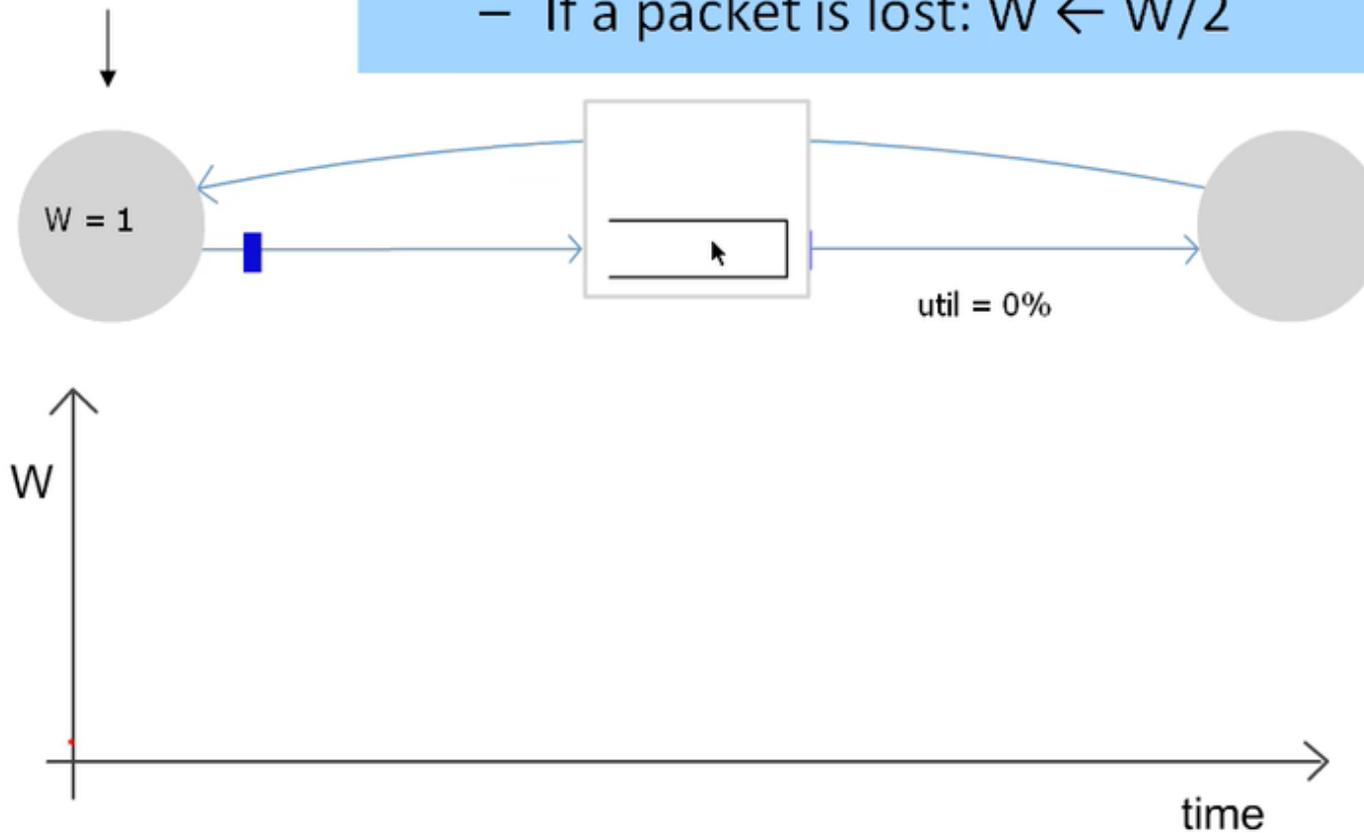 – If a packet is lost: W ← W/2
W = 1
util = 0%
W
time